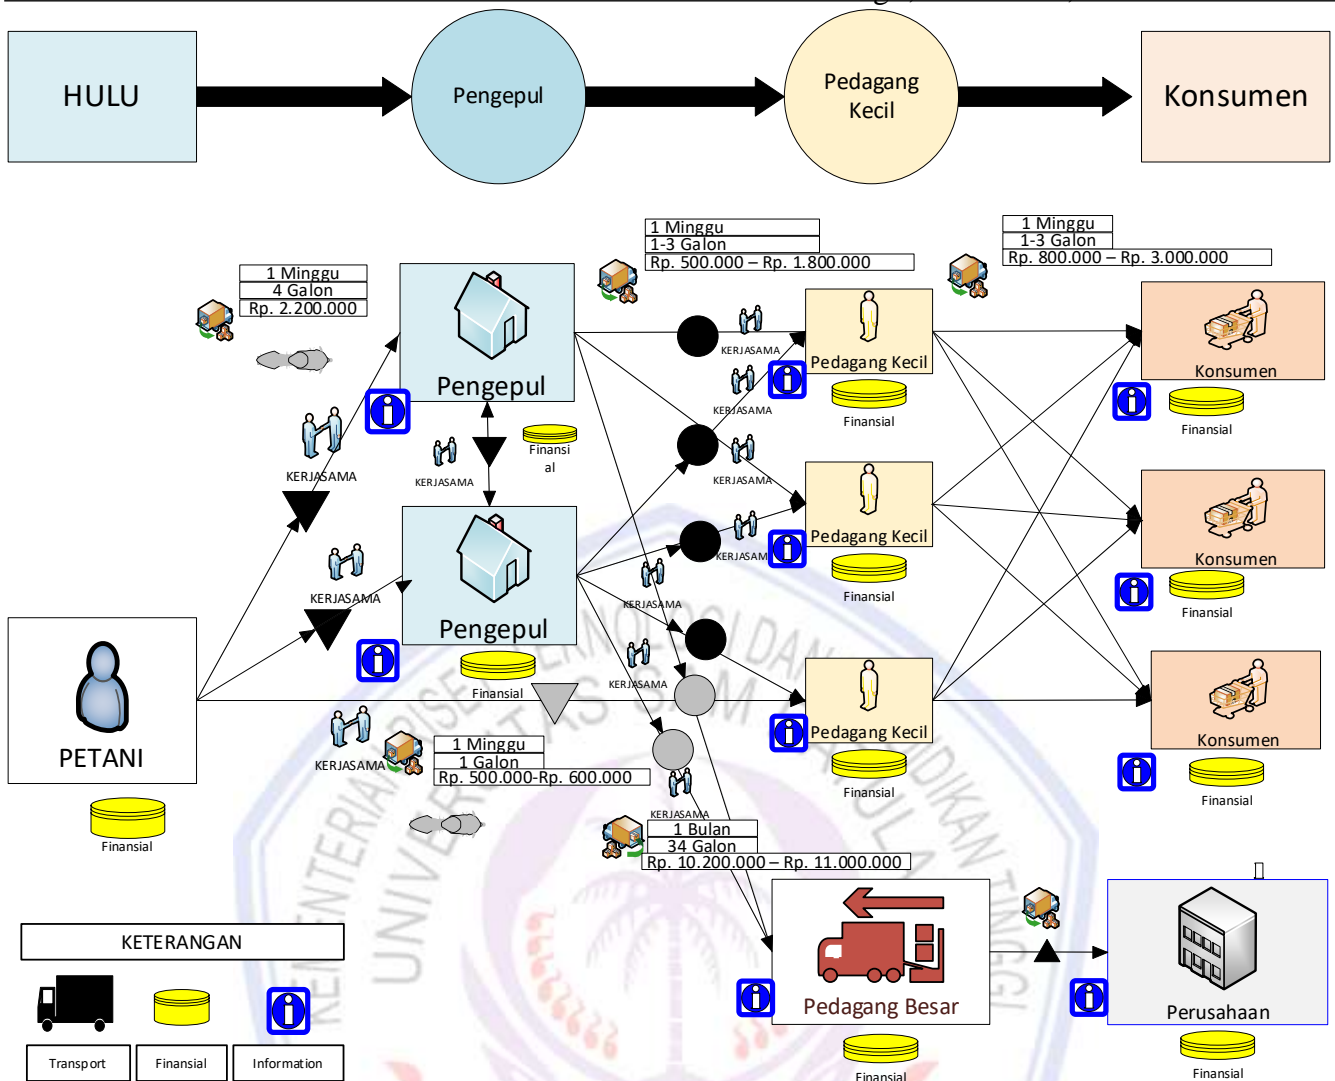 HULU
Pengepul
Pedagang
Kecil
Konsumen
1 Minggu
4 Galon
Rp. 2.200.000
1 Minggu
1-3 Galon
Rp. 500.000 – Rp. 1.800.000
1 Minggu
1-3 Galon
Rp. 800.000 – Rp. 3.000.000
Pengepul
KERJASAMA
KERJASAMA
Pedagang Kecil
Finansial
Konsumen
Finansial
KERJASAMA
KERJASAMA
Finansi
al
KERJASAMA
Pedagang Kecil
Finansial
Konsumen
Finansial
KERJASAM
KERJASAMA
Pengepul
Finansial
KERJASAMA
KERJASAMA
Pedagang Kecil
Finansial
Konsumen
Finansial
PETANI
Finansial
KERJASAMA
1 Minggu
1 Galon
Rp. 500.000-Rp. 600.000
KERJASAMA
1 Bulan
34 Galon
Rp. 10.200.000 – Rp. 11.000.000
Pedagang Besar
Finansial
Perusahaan
Finansial
KETERANGAN
Transport
Finansial
Information
UNIVERSITAS SAM